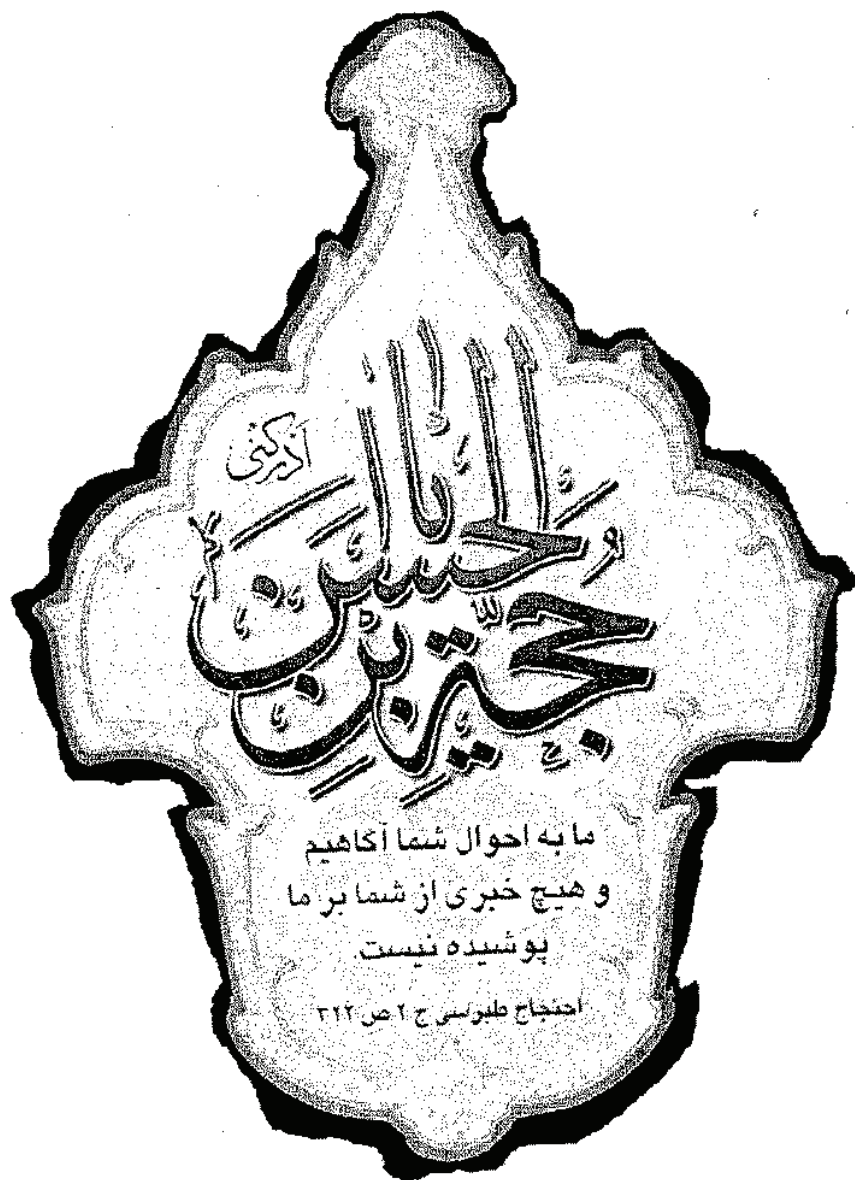 ادرکنی
یا
حجة بن الحسن
ما به احوال شما آگاهیم
و هیچ خبری از شما بر ما
پوشیده نیست.
احتجاج طبرسی ج ۲ ص ۳۲۲